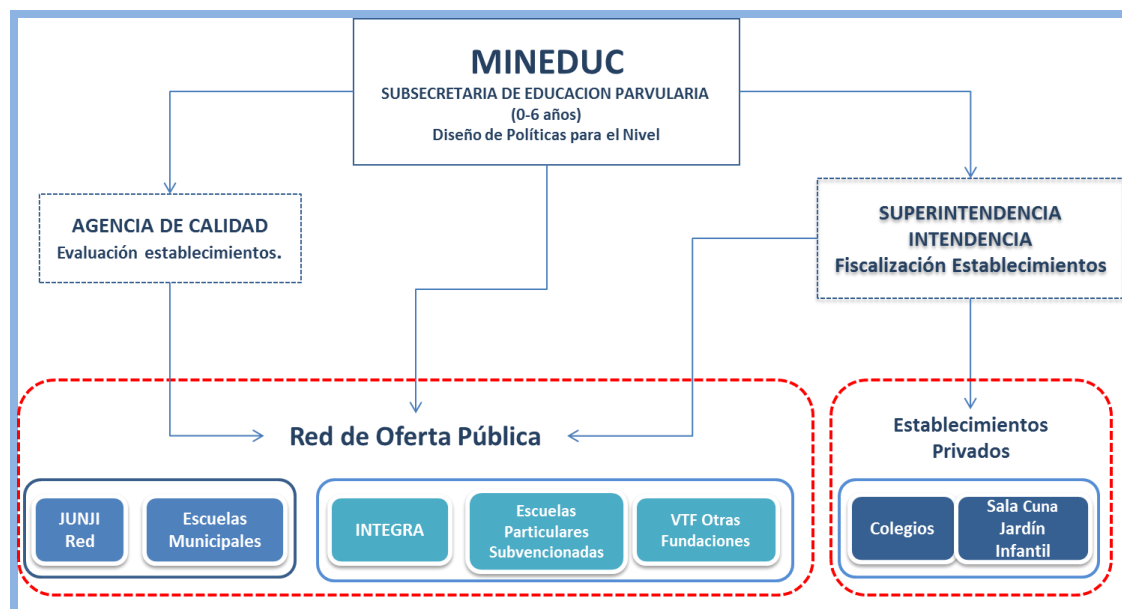 MINEDUC
SUBSECRETARIA DE EDUCACION PARVULARIA
(0-6 años)
Diseño de Políticas para el Nivel
AGENCIA DE CALIDAD
Evaluación establecimientos.
SUPERINTENDENCIA
INTENDENCIA
Fiscalización Establecimientos
Red de Oferta Pública
Establecimientos
Privados
JUNJI
Red
Escuelas
Municipales
INTEGRA
Escuelas
Particulares
Subvencionadas
VTF Otras
Fundaciones
Colegios
Sala Cuna
Jardín
Infantil